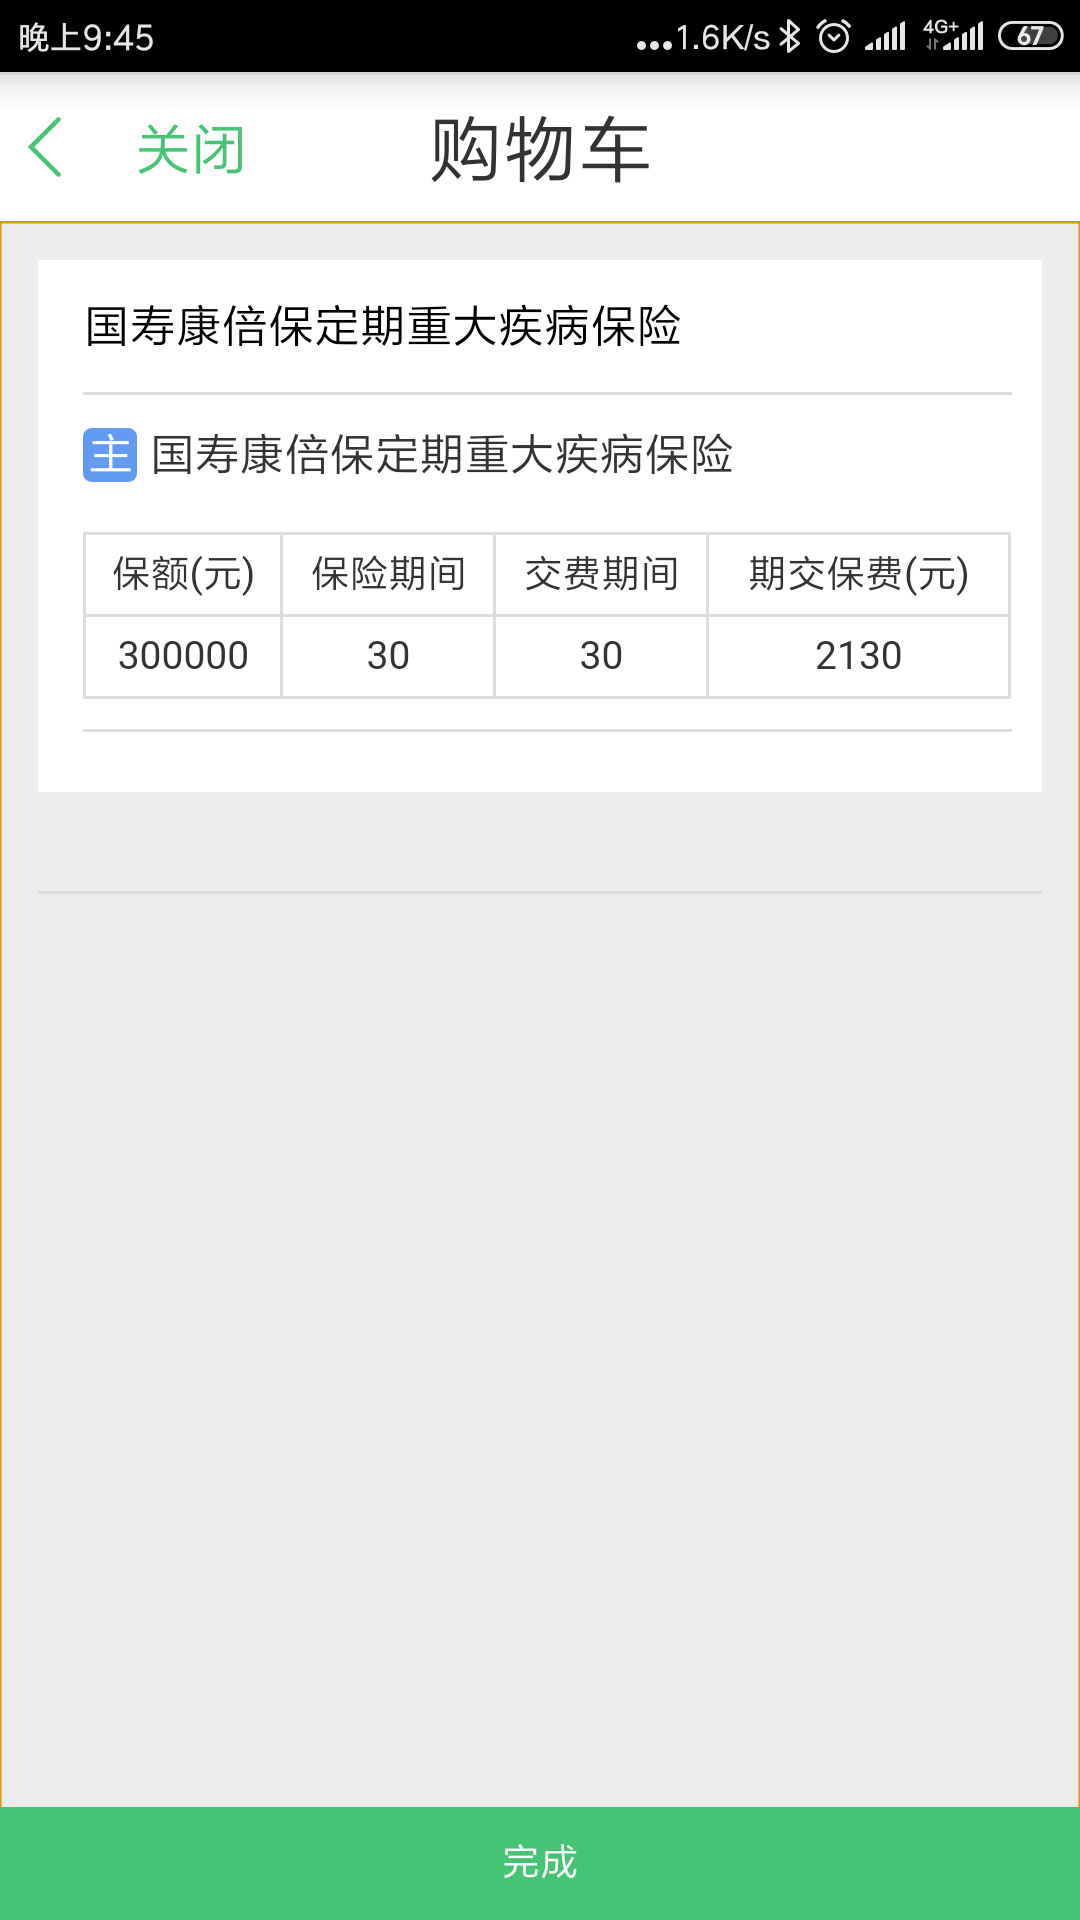 晚上9:45 ...1.6K/s 4G+ 67
关闭 购物车
国寿康倍保定期重大疾病保险
主 国寿康倍保定期重大疾病保险
保额(元) 保险期间 交费期间 期交保费(元)
300000 30 30 2130
完成